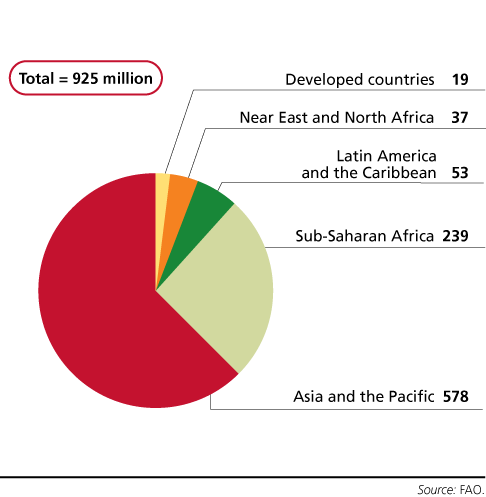 Total = 925 million
Developed countries 19
Near East and North Africa 37
Latin America
and the Caribbean 53
Sub-Saharan Africa 239
Asia and the Pacific 578
Source: FAO.